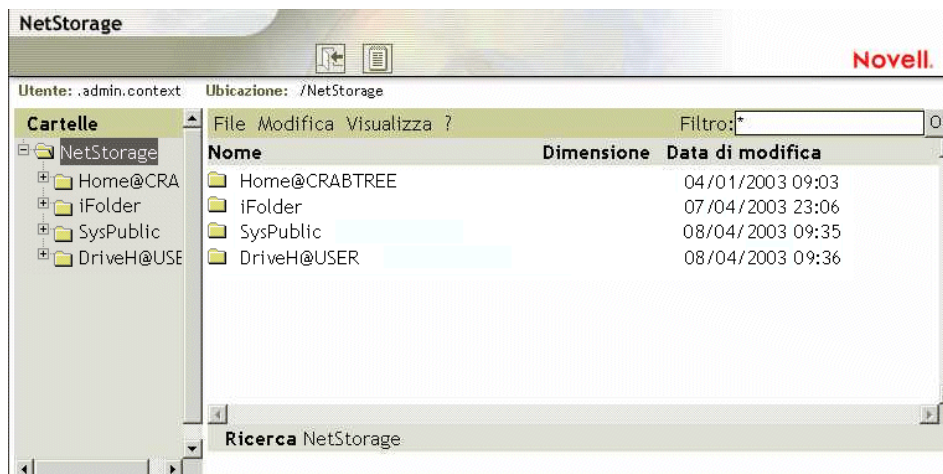 NetStorage
Novell.
Utente: .admin.context Ubicazione: /NetStorage
Cartelle
NetStorage
Home@CRA
iFolder
SysPublic
DriveH@USE
File Modifica Visualizza ? Filtro:* O
Nome Dimensione Data di modifica
Home@CRABTREE 04/01/2003 09:03
iFolder 07/04/2003 23:06
SysPublic 08/04/2003 09:35
DriveH@USER 08/04/2003 09:36
Ricerca NetStorage